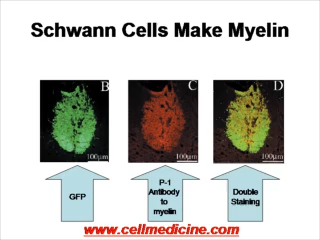 Schwann Cells Make Myelin
B
C
D
100µm
100µm
100µm
GFP
P-1
Antibody
to
myelin
Double
Staining
www.cellmedicine.com